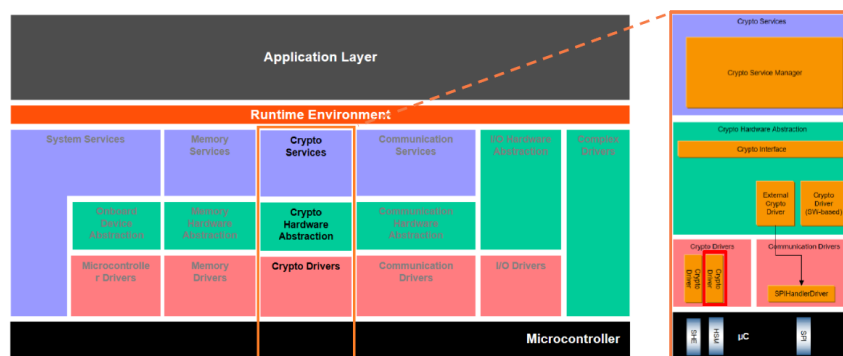 Application Layer
Runtime Environment
System Services
Memory
Services
Crypto
Services
Communication
Services
I/O Hardware
Abstraction
Complex
Drivers
Onboard
Device
Abstraction
Memory
Hardware
Abstraction
Crypto
Hardware
Abstraction
Communication
Hardware
Abstraction
Microcontrolle
r Drivers
Memory
Drivers
Crypto Drivers
Communication
Drivers
I/O Drivers
Microcontroller
Crypto Services
Crypto Service Manager
Crypto Hardware Abstraction
Crypto Interface
External
Crypto
Driver
Crypto
Driver
(SW-based)
Crypto Drivers
Communication Drivers
Crypto
Driver
Crypto
Driver
SPIHandlerDriver
SHE
HSM
µC
SPI